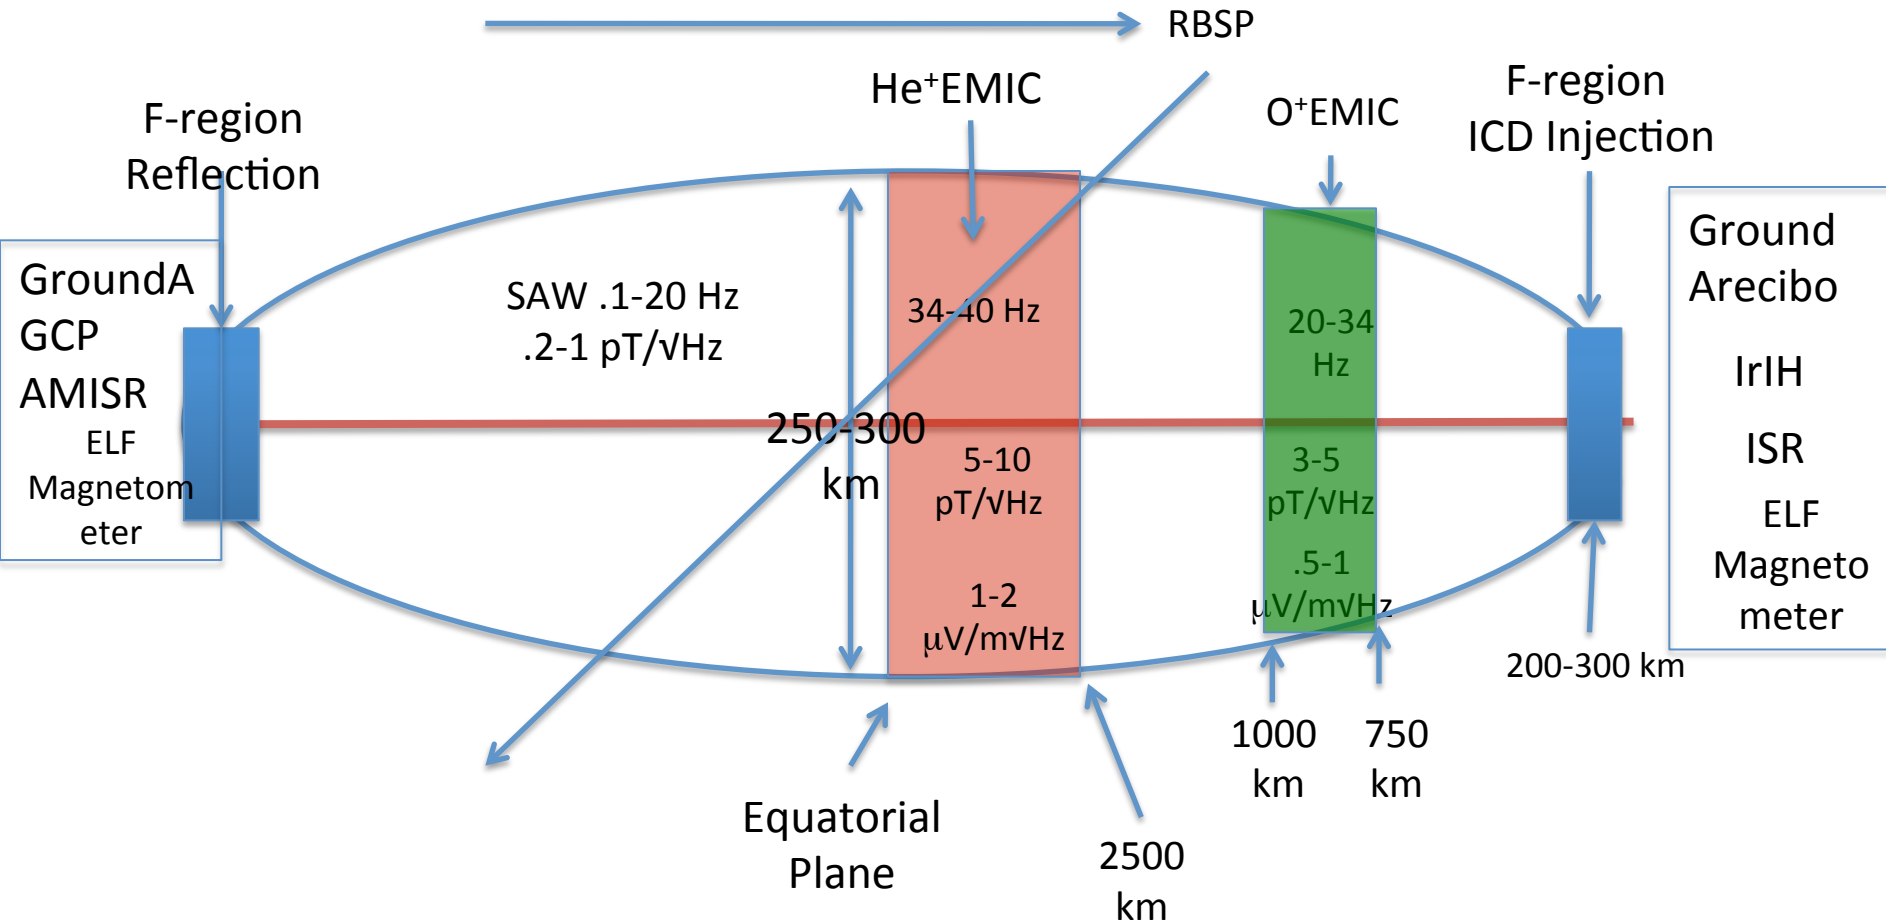 RBSP
He⁺EMIC
F-region
Reflection
O⁺EMIC
F-region
ICD Injection
GroundA
GCP
AMISR
ELF
Magnetom
eter
SAW .1-20 Hz
.2-1 pT/√Hz
250-300
km
34-40 Hz
5-10
pT/√Hz
1-2
μV/m√Hz
20-34
Hz
3-5
pT/√Hz
.5-1
μV/m√Hz
Ground
Arecibo
IrIH
ISR
ELF
Magneto
meter
200-300 km
1000
km
750
km
Equatorial
Plane
2500
km